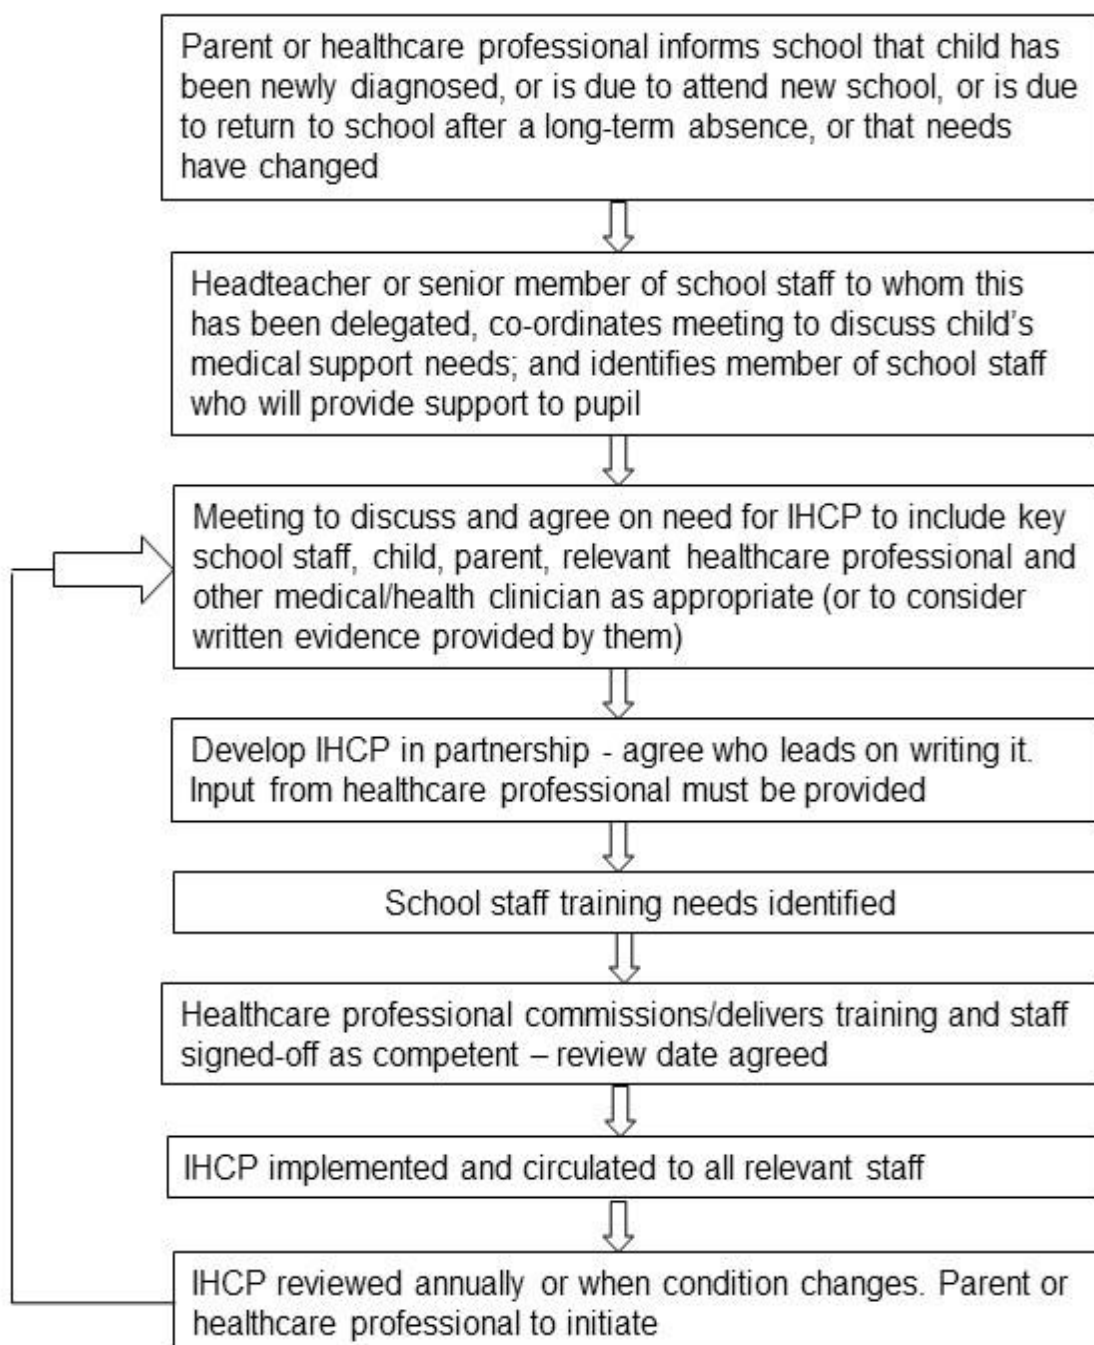 Parent or healthcare professional informs school that child has
been newly diagnosed, or is due to attend new school, or is due
to return to school after a long-term absence, or that needs
have changed
Headteacher or senior member of school staff to whom this
has been delegated, co-ordinates meeting to discuss child's
medical support needs; and identifies member of school staff
who will provide support to pupil
Meeting to discuss and agree on need for IHCP to include key
school staff, child, parent, relevant healthcare professional and
other medical/health clinician as appropriate (or to consider
written evidence provided by them)
Develop IHCP in partnership - agree who leads on writing it.
Input from healthcare professional must be provided
School staff training needs identified
Healthcare professional commissions/delivers training and staff
signed-off as competent – review date agreed
IHCP implemented and circulated to all relevant staff
IHCP reviewed annually or when condition changes. Parent or
healthcare professional to initiate